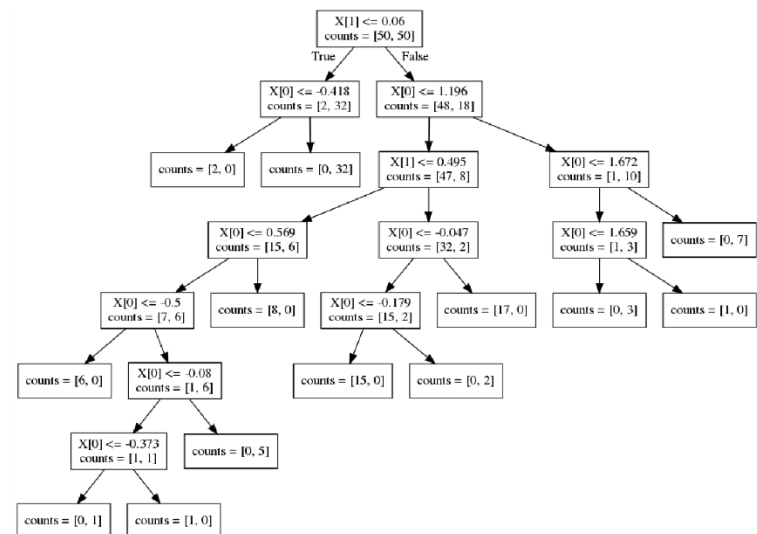 X[1] <= 0.06
counts = [50, 50]
True
False
X[0] <= -0.418
counts = [2, 32]
X[0] <= 1.196
counts = [48, 18]
counts = [2, 0]
counts = [0, 32]
X[1] <= 0.495
counts = [47, 8]
X[0] <= 1.672
counts = [1, 10]
X[0] <= 0.569
counts = [15, 6]
X[0] <= -0.047
counts = [32, 2]
X[0] <= 1.659
counts = [1, 3]
counts = [0, 7]
X[0] <= -0.5
counts = [7, 6]
counts = [8, 0]
X[0] <= -0.179
counts = [15, 2]
counts = [17, 0]
counts = [0, 3]
counts = [1, 0]
counts = [6, 0]
X[0] <= -0.08
counts = [1, 6]
counts = [15, 0]
counts = [0, 2]
X[0] <= -0.373
counts = [1, 1]
counts = [0, 5]
counts = [0, 1]
counts = [1, 0]